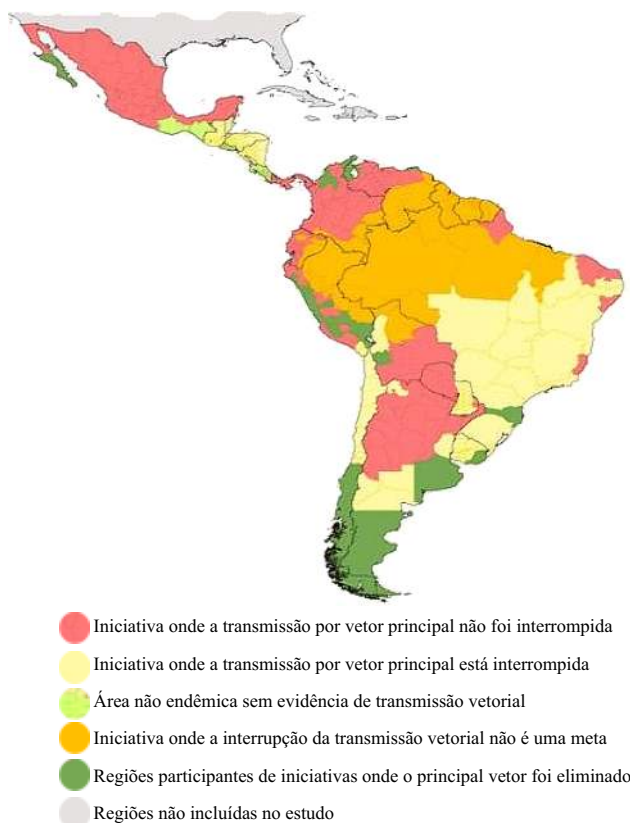 Iniciativa onde a transmissão por vetor principal não foi interrompida
Iniciativa onde a transmissão por vetor principal está interrompida
Área não endêmica sem evidência de transmissão vetorial
Iniciativa onde a interrupção da transmissão vetorial não é uma meta
Regiões participantes de iniciativas onde o principal vetor foi eliminado
Regiões não incluídas no estudo